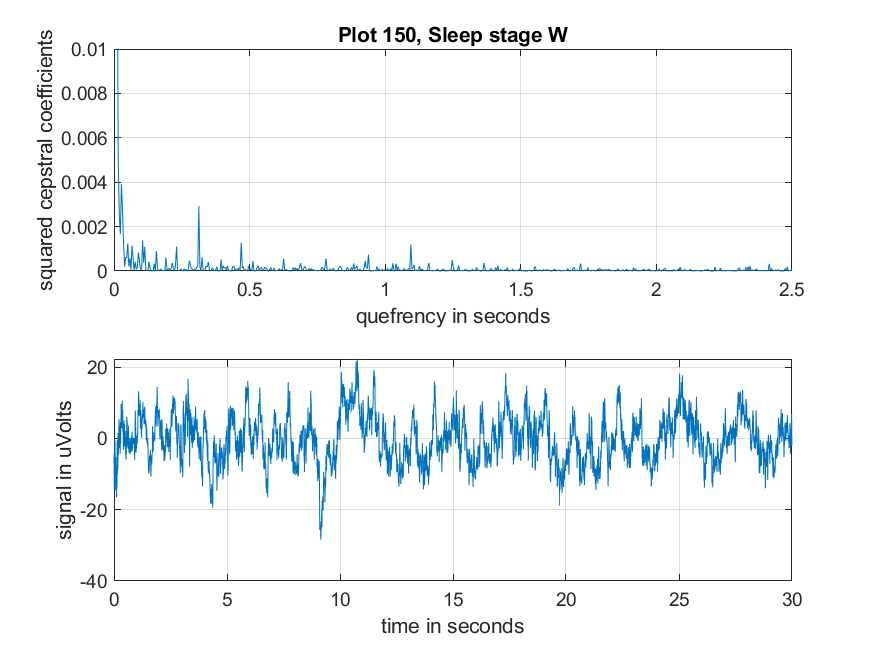 Plot 150, Sleep stage W
squared cepstral coefficients
0.01
0.008
0.006
0.004
0.002
0
0 0.5 1 1.5 2 2.5
quefrency in seconds
signal in uVolts
20
0
-20
-40
0 5 10 15 20 25 30
time in seconds